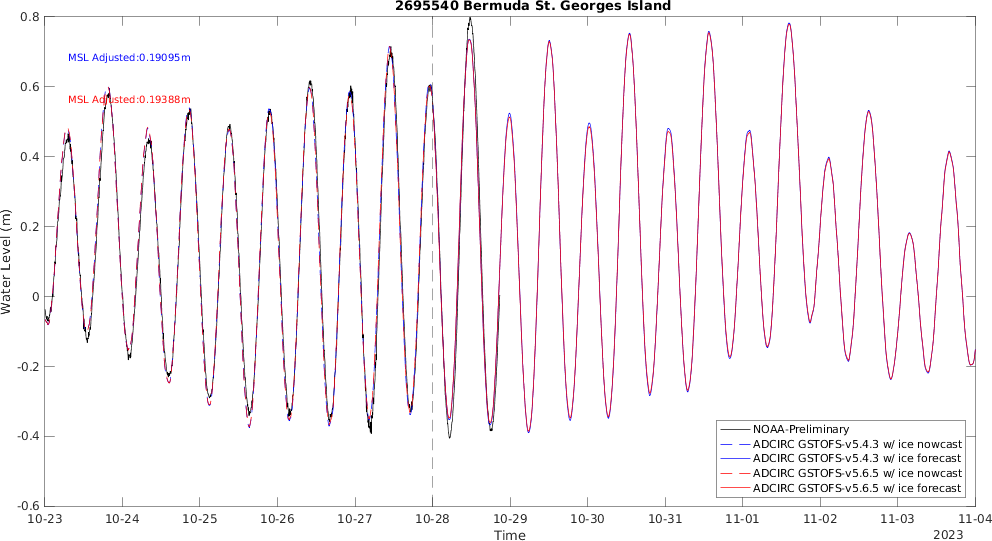 2695540 Bermuda St. Georges Island
MSL Adjusted:0.19095m
MSL Adjusted:0.19388m
Water Level (m)
0.8
0.6
0.4
0.2
0
-0.2
-0.4
-0.6
NOAA-Preliminary
ADCIRC GSTOFS-v5.4.3 w/ ice nowcast
ADCIRC GSTOFS-v5.4.3 w/ ice forecast
ADCIRC GSTOFS-v5.6.5 w/ ice nowcast
ADCIRC GSTOFS-v5.6.5 w/ ice forecast
10-23 10-24 10-25 10-26 10-27 10-28 10-29 10-30 10-31 11-01 11-02 11-03 11-04
Time
2023